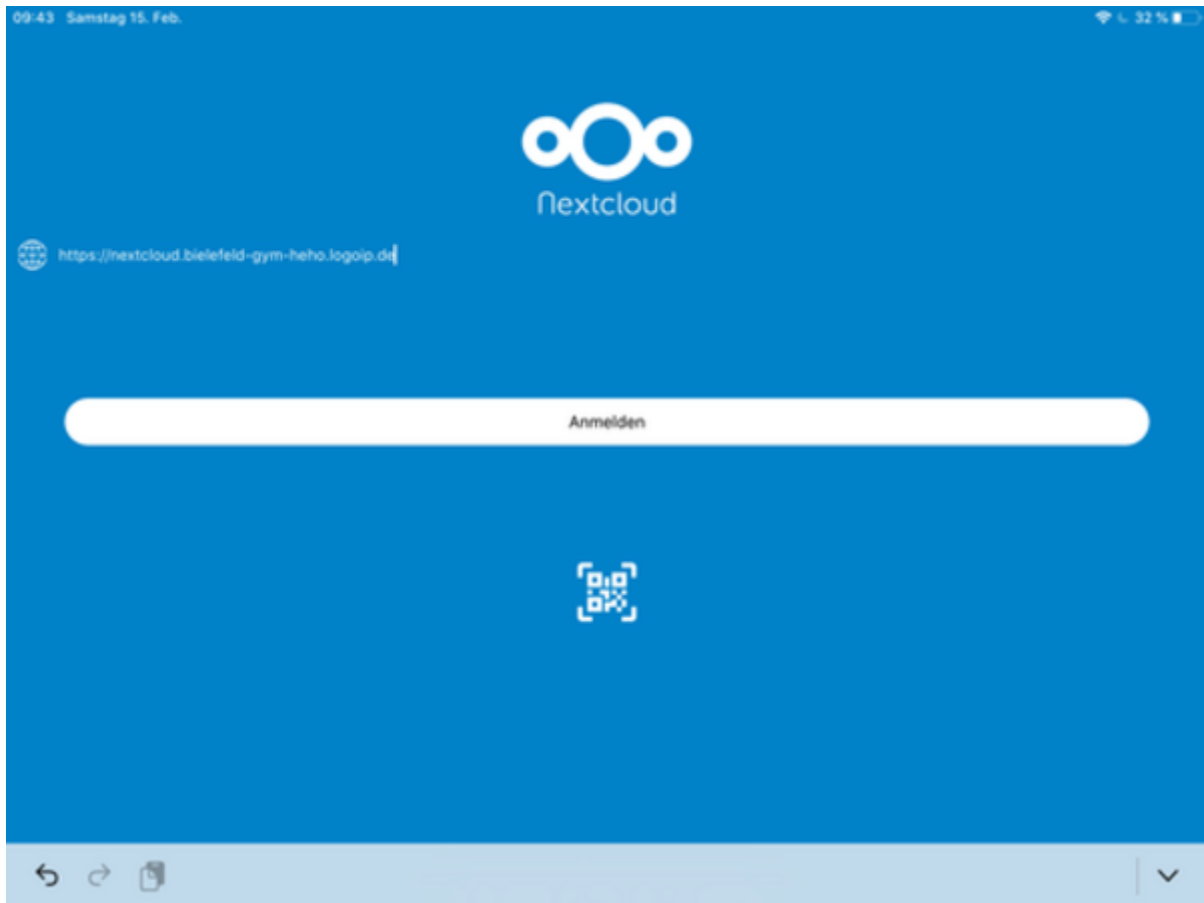 09:43 Samstag 15. Feb.
32 %
Nextcloud
https://nextcloud.bielefeld-gym-heho.logoip.de
Anmelden